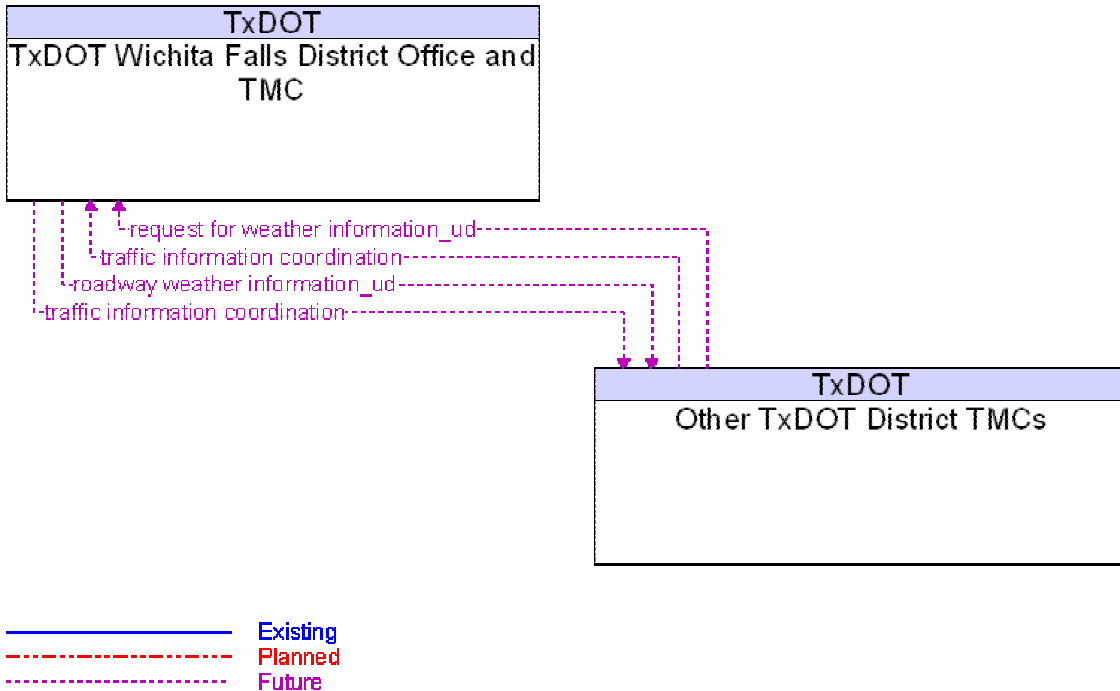 TxDOT
TxDOT Wichita Falls District Office and
TMC
request for weather information_ud
traffic information coordination
roadway weather information_ud
traffic information coordination
TxDOT
Other TxDOT District TMCs
Existing
Planned
Future